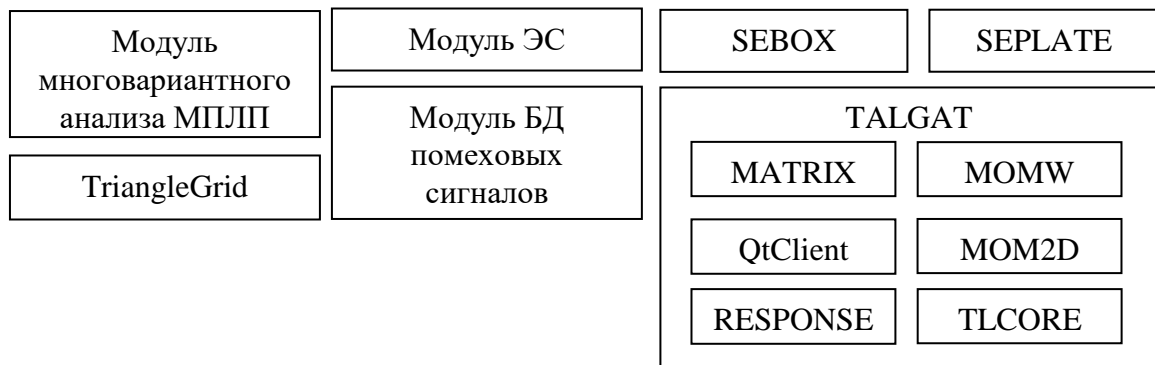 Модуль
многовариантного
анализа МПЛП
TriangleGrid
Модуль ЭС
Модуль БД
помеховых
сигналов
SEBOX
SEPLATE
TALGAT
MATRIX
MOMW
QtClient
MOM2D
RESPONSE
TLCORE